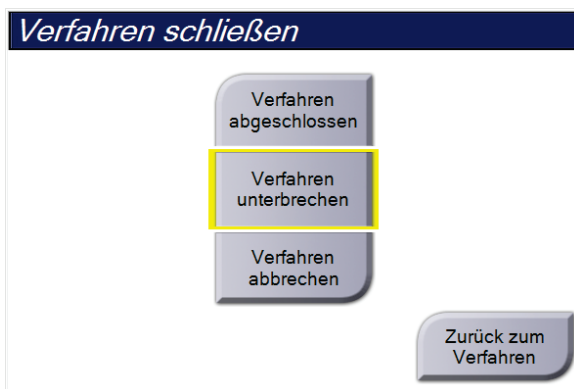 Verfahren schließen
Verfahren
abgeschlossen
Verfahren
unterbrechen
Verfahren
abbrechen
Zurück zum
Verfahren